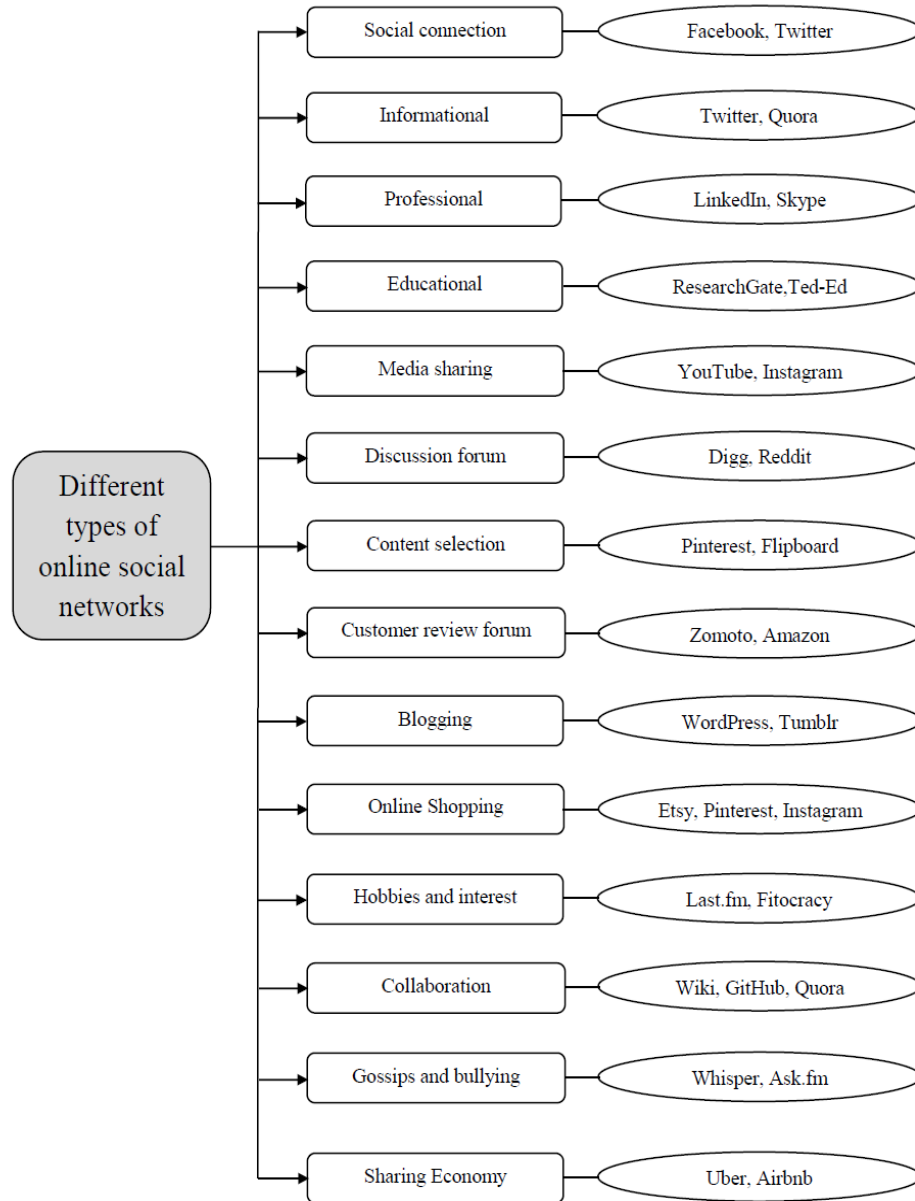 Different
types of
online social
networks
Social connection
Facebook, Twitter
Informational
Twitter, Quora
Professional
LinkedIn, Skype
Educational
ResearchGate,Ted-Ed
Media sharing
YouTube, Instagram
Discussion forum
Digg, Reddit
Content selection
Pinterest, Flipboard
Customer review forum
Zomoto, Amazon
Blogging
WordPress, Tumblr
Online Shopping
Etsy, Pinterest, Instagram
Hobbies and interest
Last.fm, Fitocracy
Collaboration
Wiki, GitHub, Quora
Gossips and bullying
Whisper, Ask.fm
Sharing Economy
Uber, Airbnb